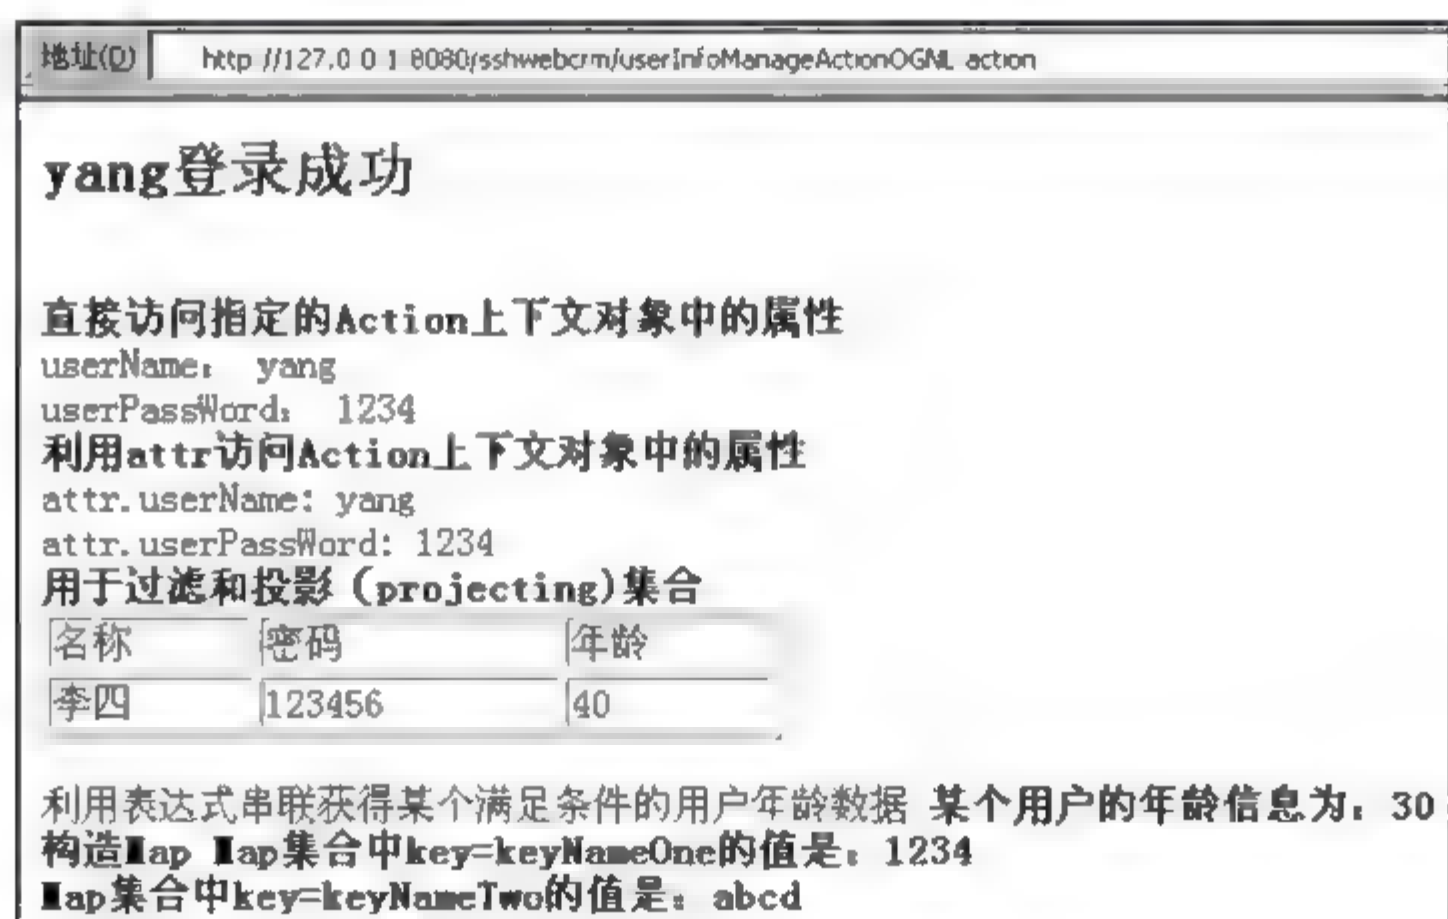 地址(D) http //127.0 0 1 8080/sshwebcrm/userInfoManageActionOGNL action
yang登录成功
直接访问指定的Action上下文对象中的属性
userName: yang
userPassWord: 1234
利用attr访问Action上下文对象中的属性
attr.userName: yang
attr.userPassWord: 1234
用于过滤和投影（projecting)集合
名称 密码 年龄
李四 123456 40
利用表达式串联获得某个满足条件的用户年龄数据 某个用户的年龄信息为: 30
构造Map Map集合中key=keyNameOne的值是: 1234
Map集合中key=keyNameTwo的值是: abcd